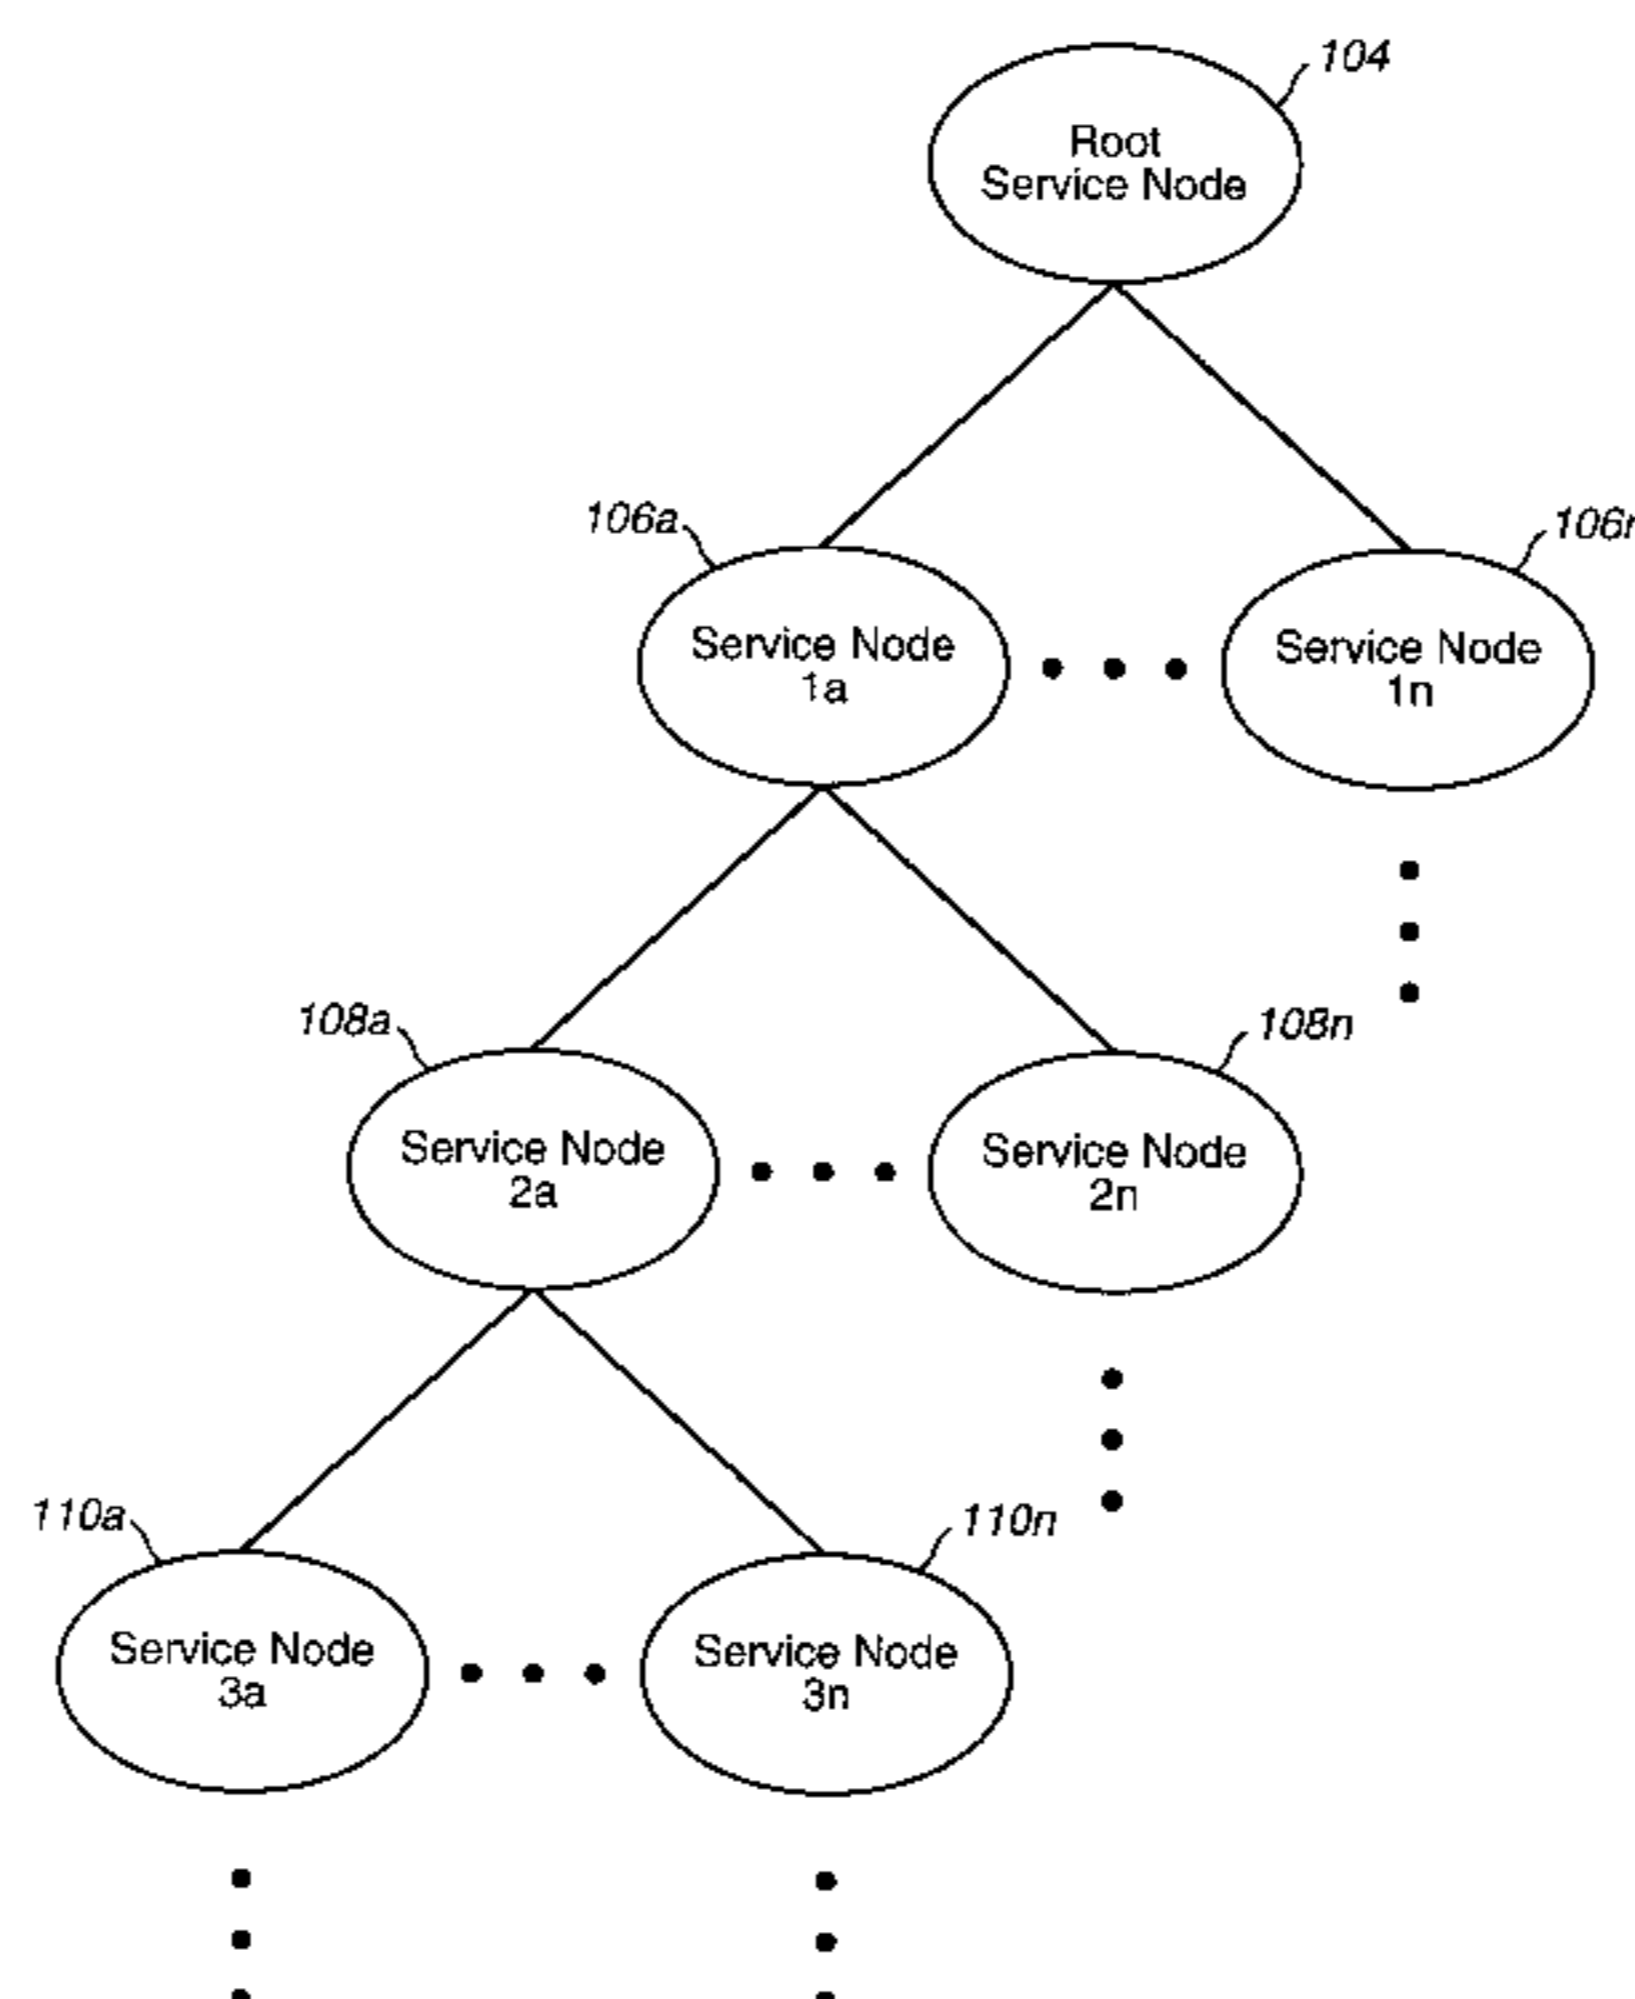 104
Root
Service Node
106a
Service Node
1a
Service Node
1n
108a
108n
Service Node
2a
Service Node
2n
110a
110n
Service Node
3a
Service Node
3n